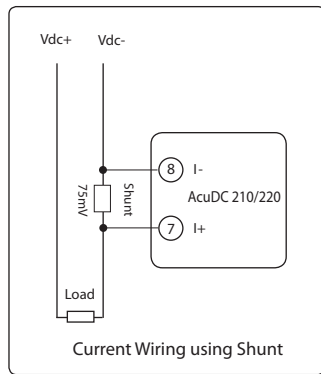 Vdc+ Vdc-
8 I-
Shunt
75mV
AcuDC 210/220
7 I+
Load
Current Wiring using Shunt